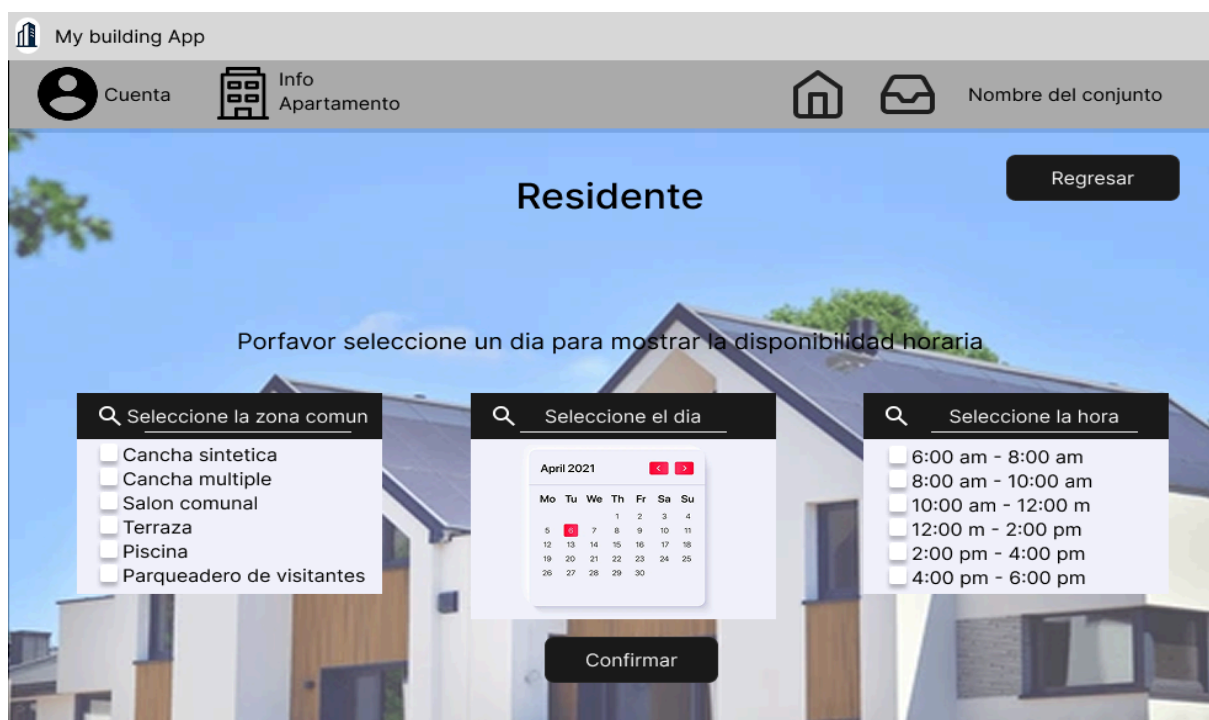 My building App
Cuenta
Info
Apartamento
Nombre del conjunto
Regresar
Residente
Porfavor seleccione un dia para mostrar la disponibilidad horaria
Seleccione la zona comun
Cancha sintetica
Cancha multiple
Salon comunal
Terraza
Piscina
Parqueadero de visitantes
Seleccione el dia
April 2021
Mo Tu We Th Fr Sa Su
1 2 3 4
5 6 7 8 9 10 11
12 13 14 15 16 17 18
19 20 21 22 23 24 25
26 27 28 29 30
Seleccione la hora
6:00 am - 8:00 am
8:00 am - 10:00 am
10:00 am - 12:00 m
12:00 m - 2:00 pm
2:00 pm - 4:00 pm
4:00 pm - 6:00 pm
Confirmar